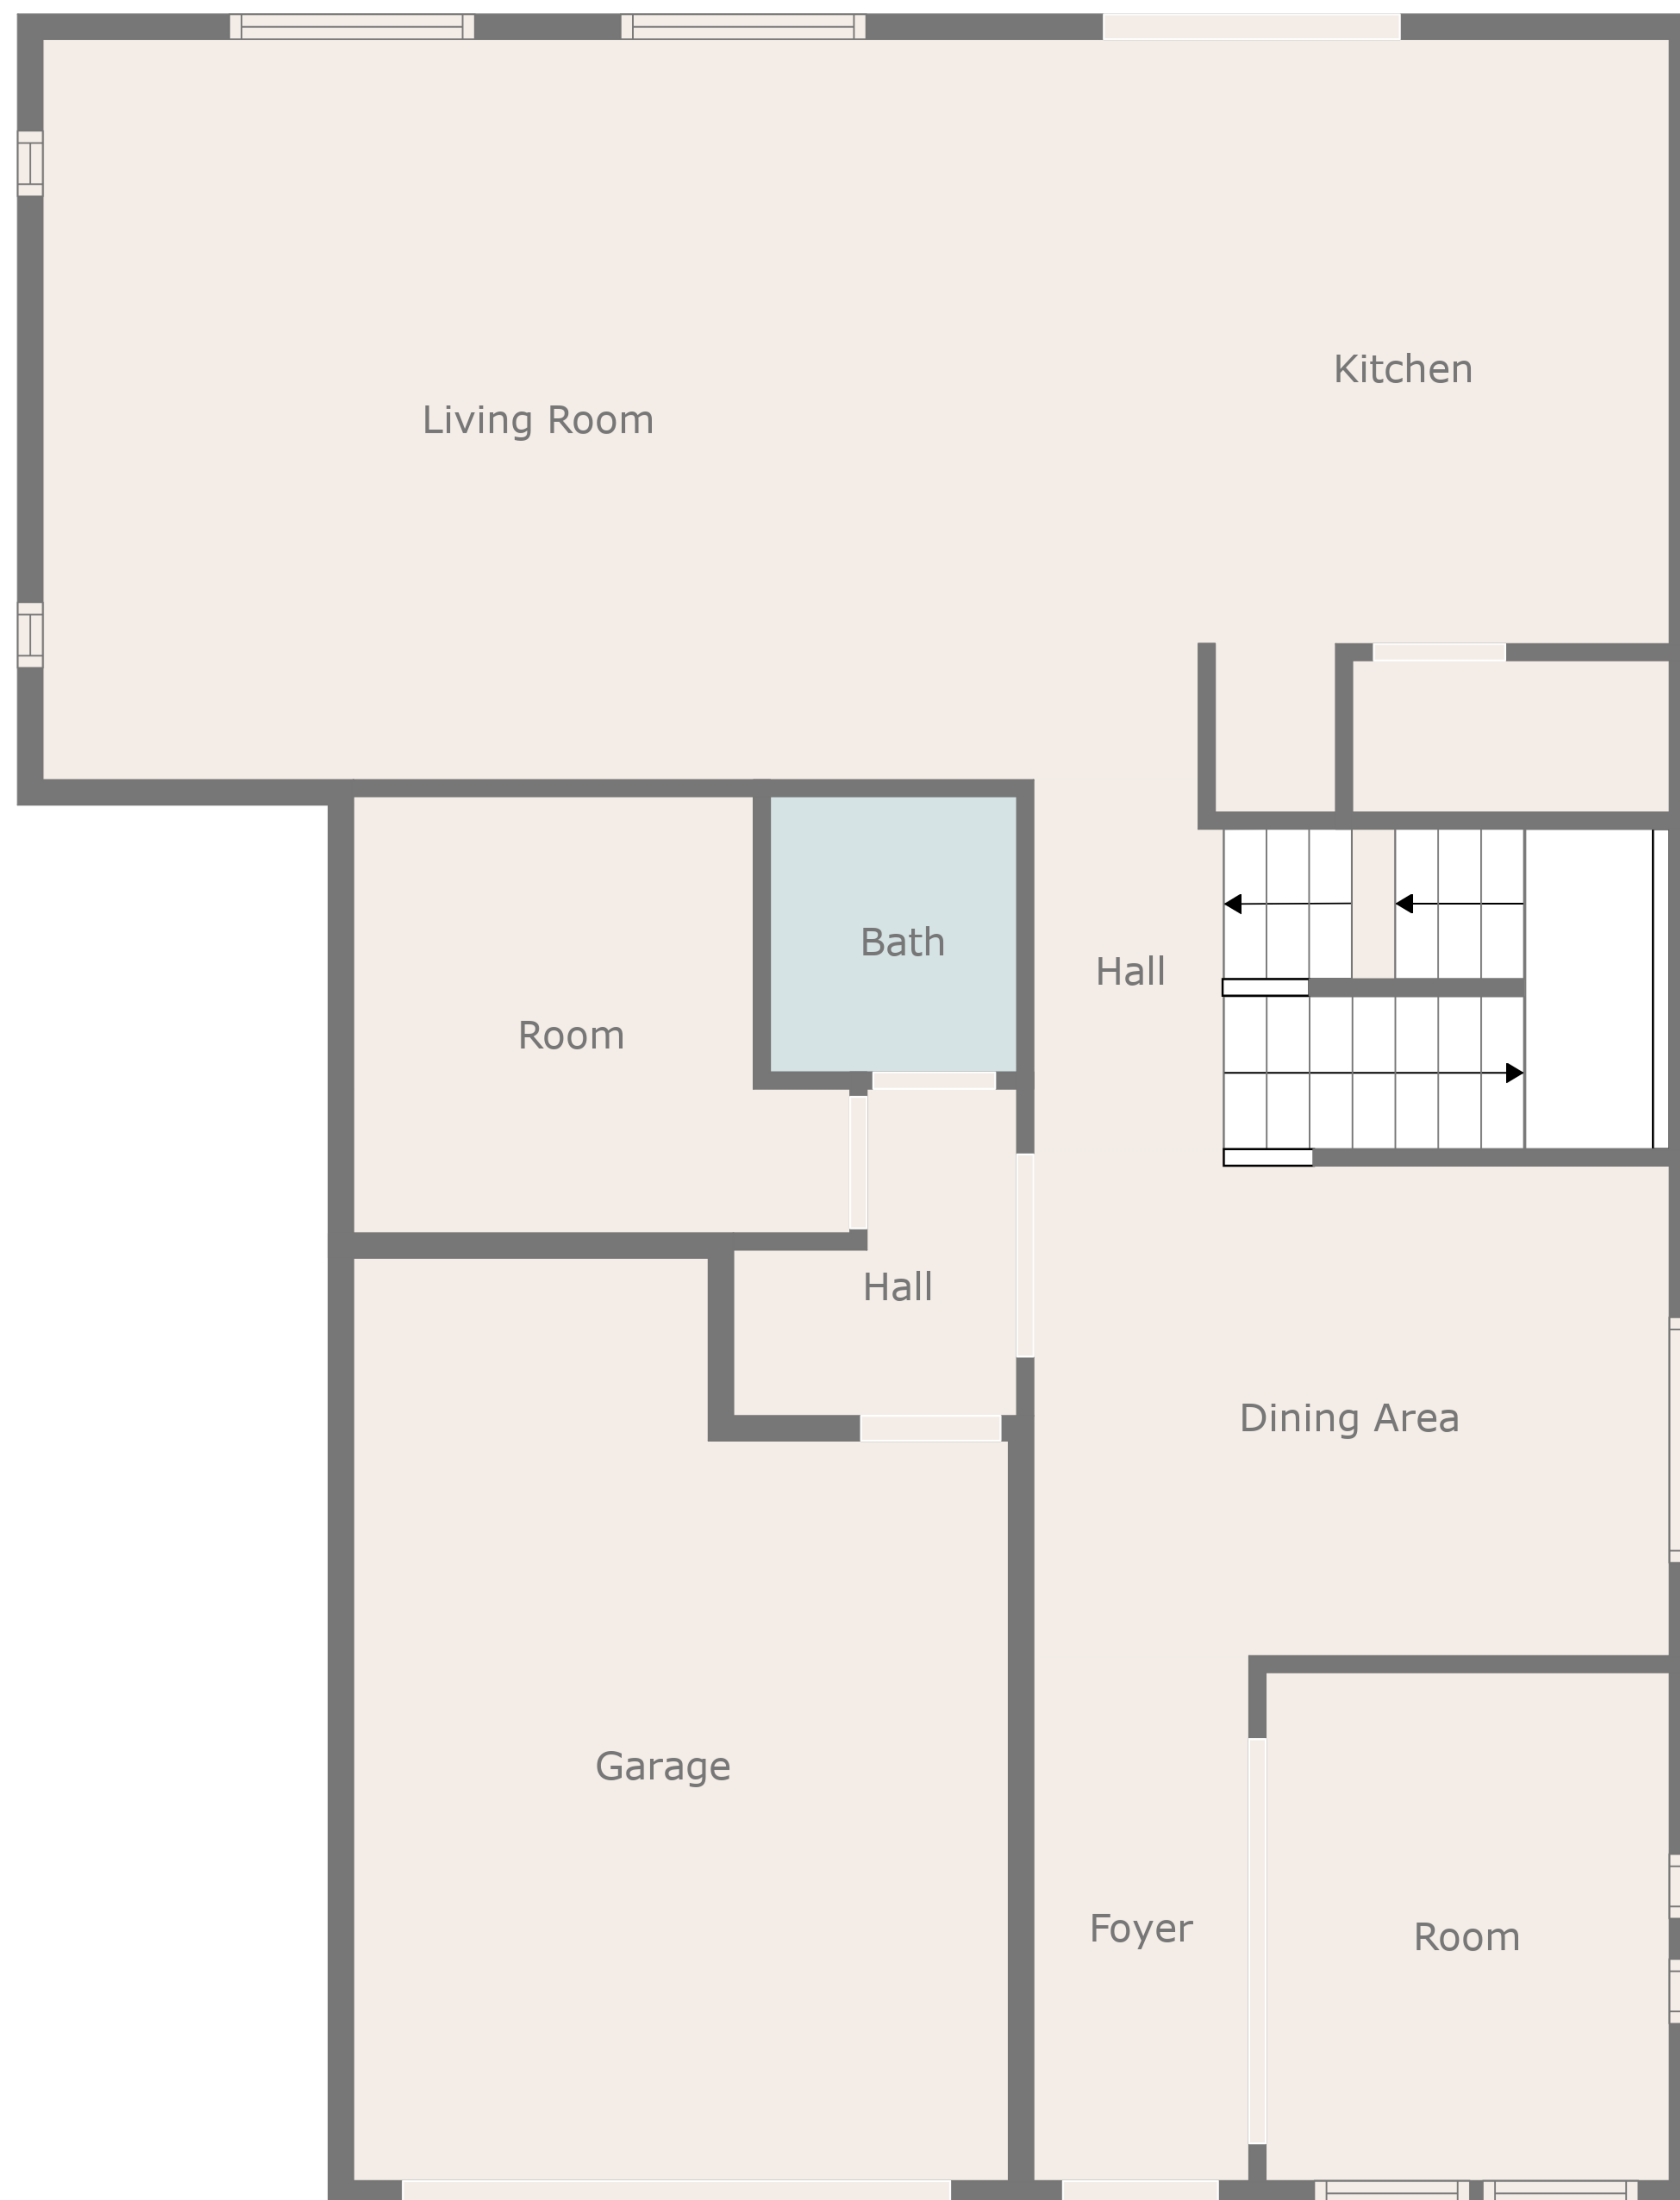 Kitchen
Living Room
Bath
Hall
Room
Hall
Dining Area
Garage
Foyer
Room